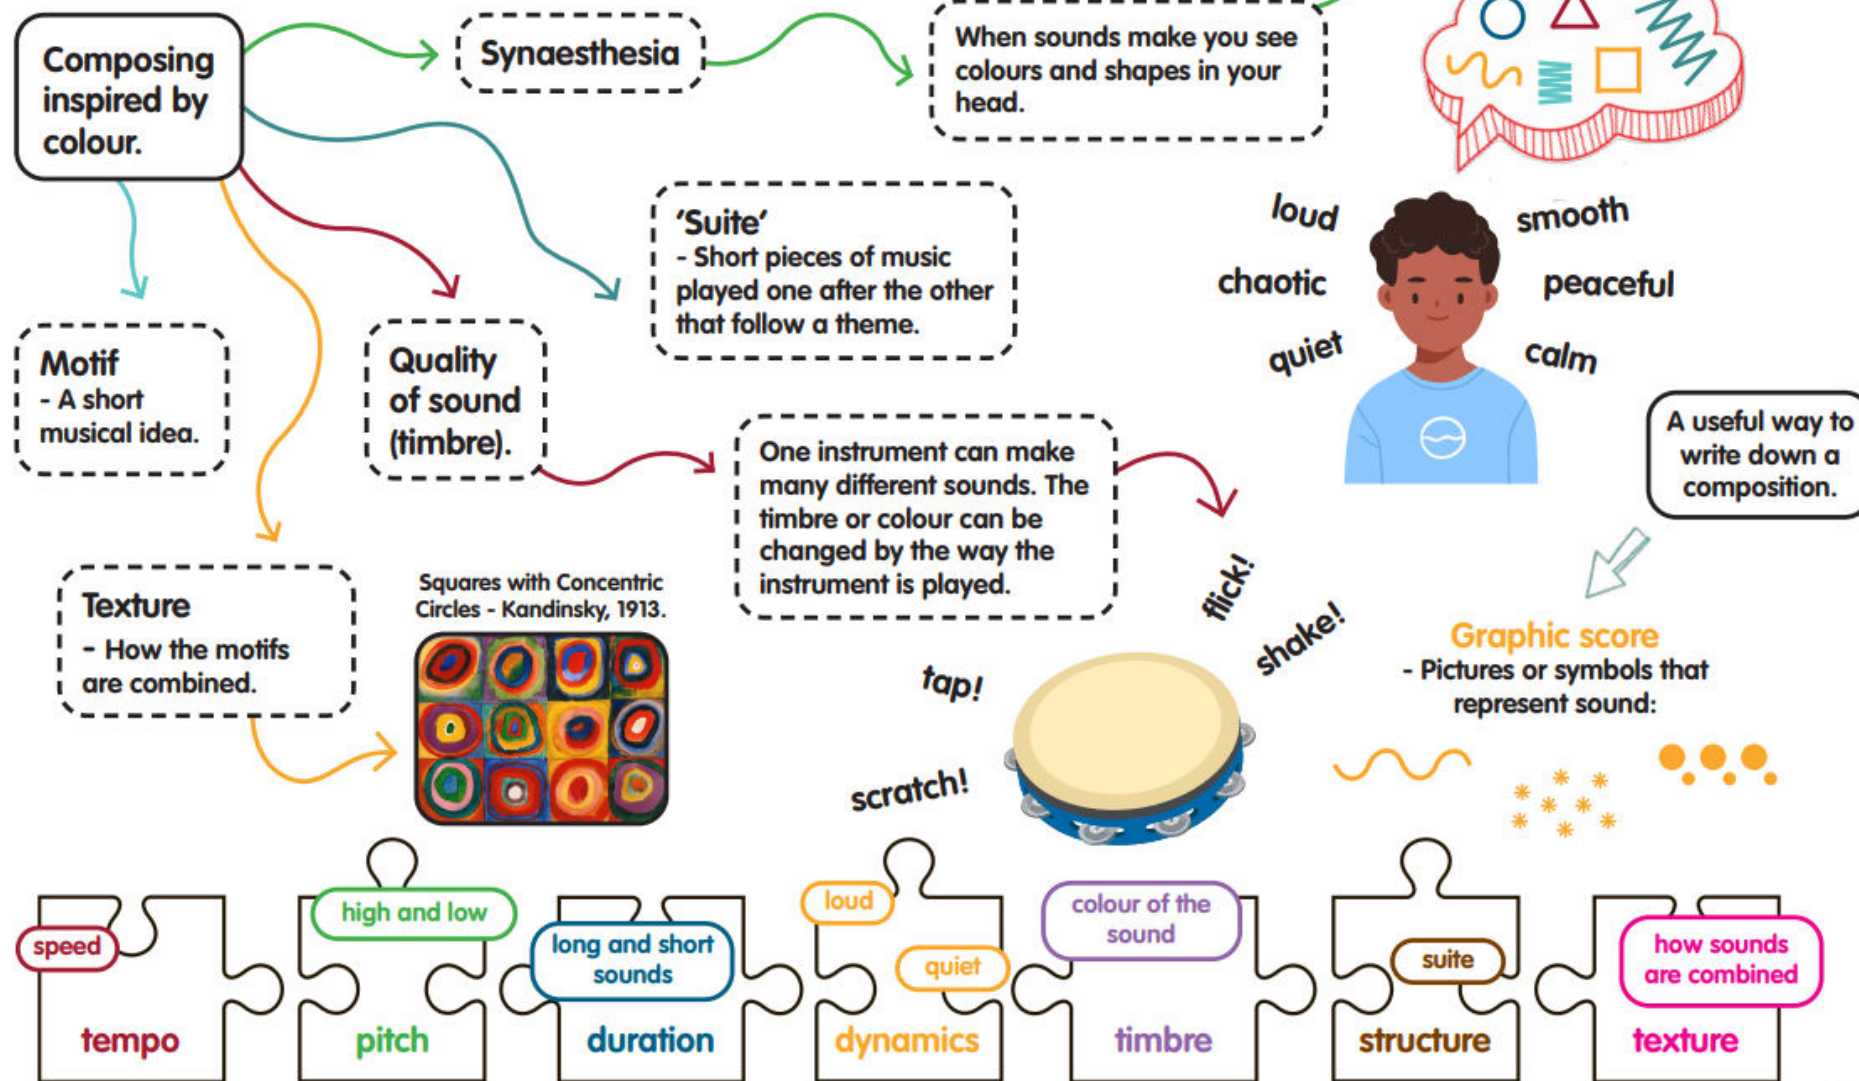 Composing
inspired by
colour.
Synaesthesia
When sounds make you see
colours and shapes in your
head.
'Suite'
- Short pieces of music
played one after the other
that follow a theme.
loud
smooth
chaotic
peaceful
quiet
calm
Motif
- A short
musical idea.
Quality
of sound
(timbre).
One instrument can make
many different sounds. The
timbre or colour can be
changed by the way the
instrument is played.
A useful way to
write down a
composition.
Texture
- How the motifs
are combined.
Squares with Concentric
Circles - Kandinsky, 1913.
flick!
shake!
tap!
scratch!
Graphic score
- Pictures or symbols that
represent sound:
speed
tempo
high and low
pitch
long and short
sounds
duration
loud
quiet
dynamics
colour of the
sound
timbre
suite
structure
how sounds
are combined
texture